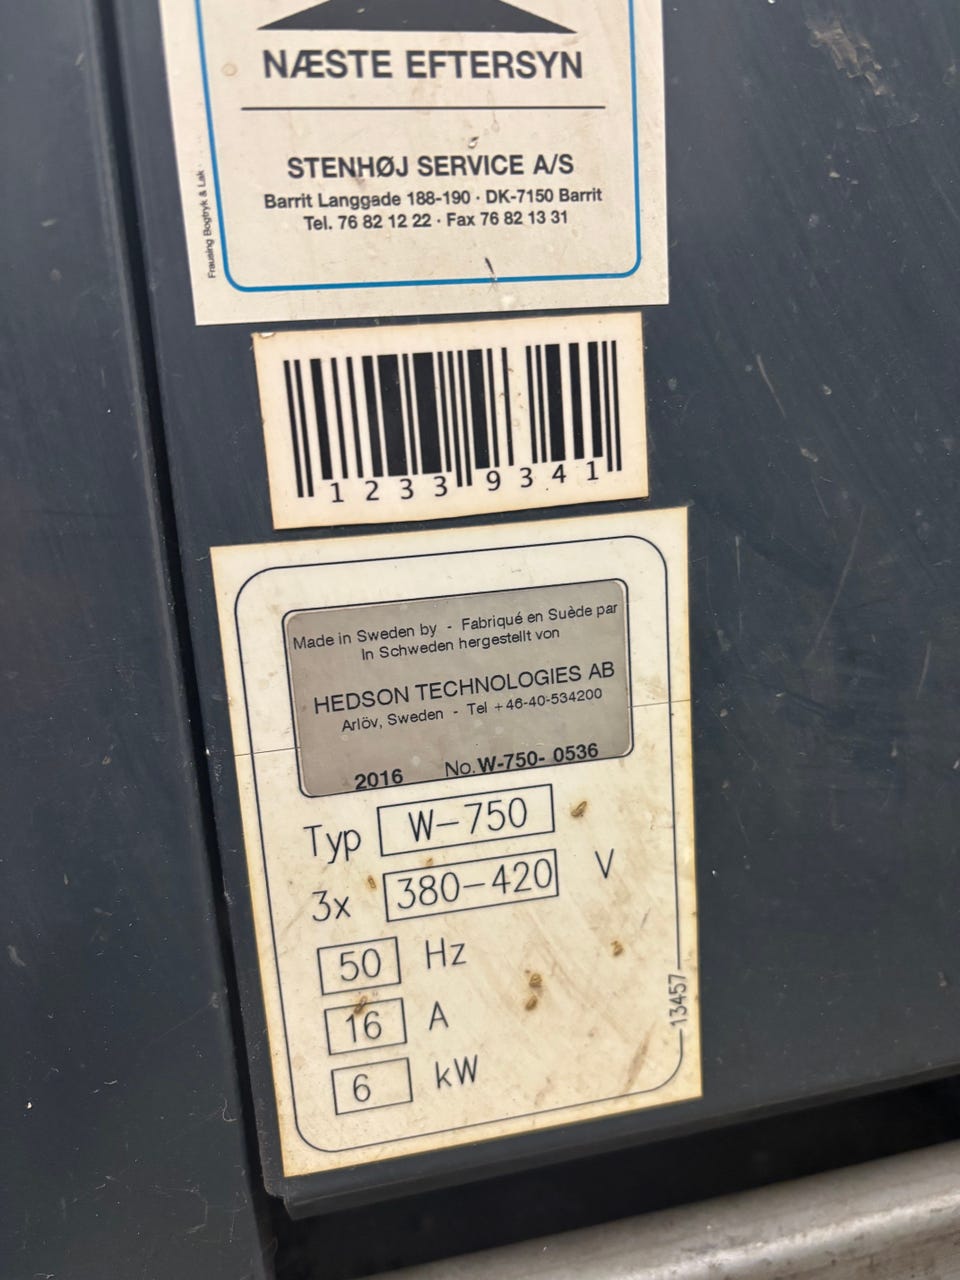 NÆSTE EFTERSYN
STENHØJ SERVICE A/S
Barrit Langgade 188-190 · DK-7150 Barrit
Tel. 76 82 12 22 · Fax 76 82 13 31
Frausing Bogtryk & Lak
1233 9341
Made in Sweden by - Fabriqué en Suède par
In Schweden hergestellt von
HEDSON TECHNOLOGIES AB
Arlöv, Sweden - Tel +46-40-534200
2016 No. W-750- 0536
Typ W-750
3x 380-420 V
50 Hz
16 A
6 kW
13457